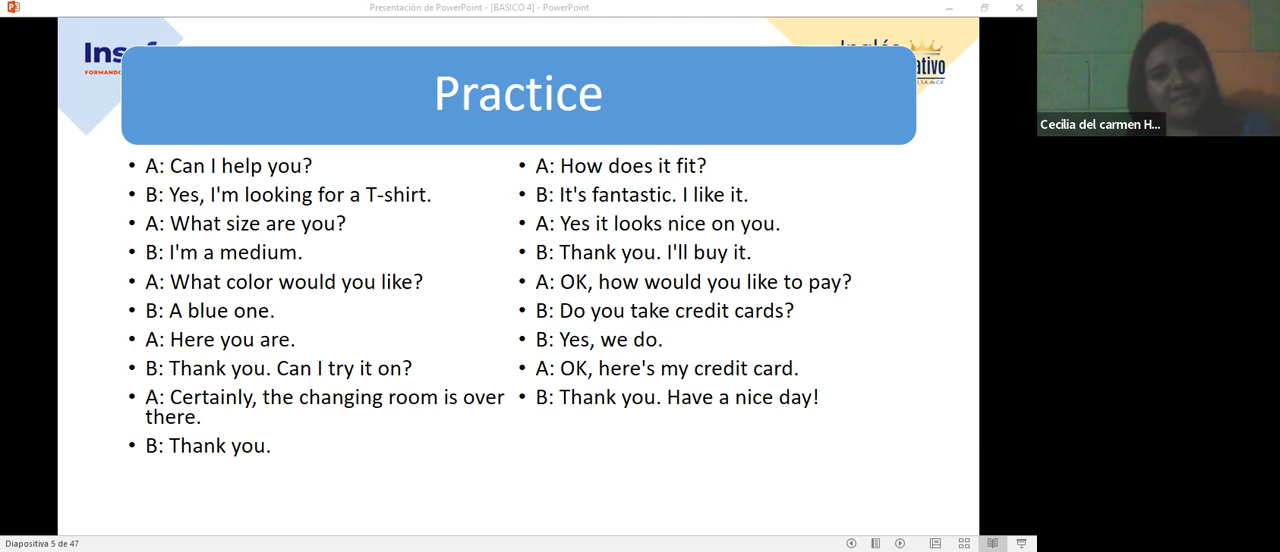 Presentación de PowerPoint - [BASICO 4] - PowerPoint
Practice
• A: Can I help you?
• B: Yes, I'm looking for a T-shirt.
• A: What size are you?
• B: I'm a medium.
• A: What color would you like?
• B: A blue one.
• A: Here you are.
• B: Thank you. Can I try it on?
• A: Certainly, the changing room is over
there.
• B: Thank you.
• A: How does it fit?
• B: It's fantastic. I like it.
• A: Yes it looks nice on you.
• B: Thank you. I'll buy it.
• A: OK, how would you like to pay?
• B: Do you take credit cards?
• B: Yes, we do.
• A: OK, here's my credit card.
• B: Thank you. Have a nice day!
Cecilia del carmen H...
Diapositiva 5 de 47